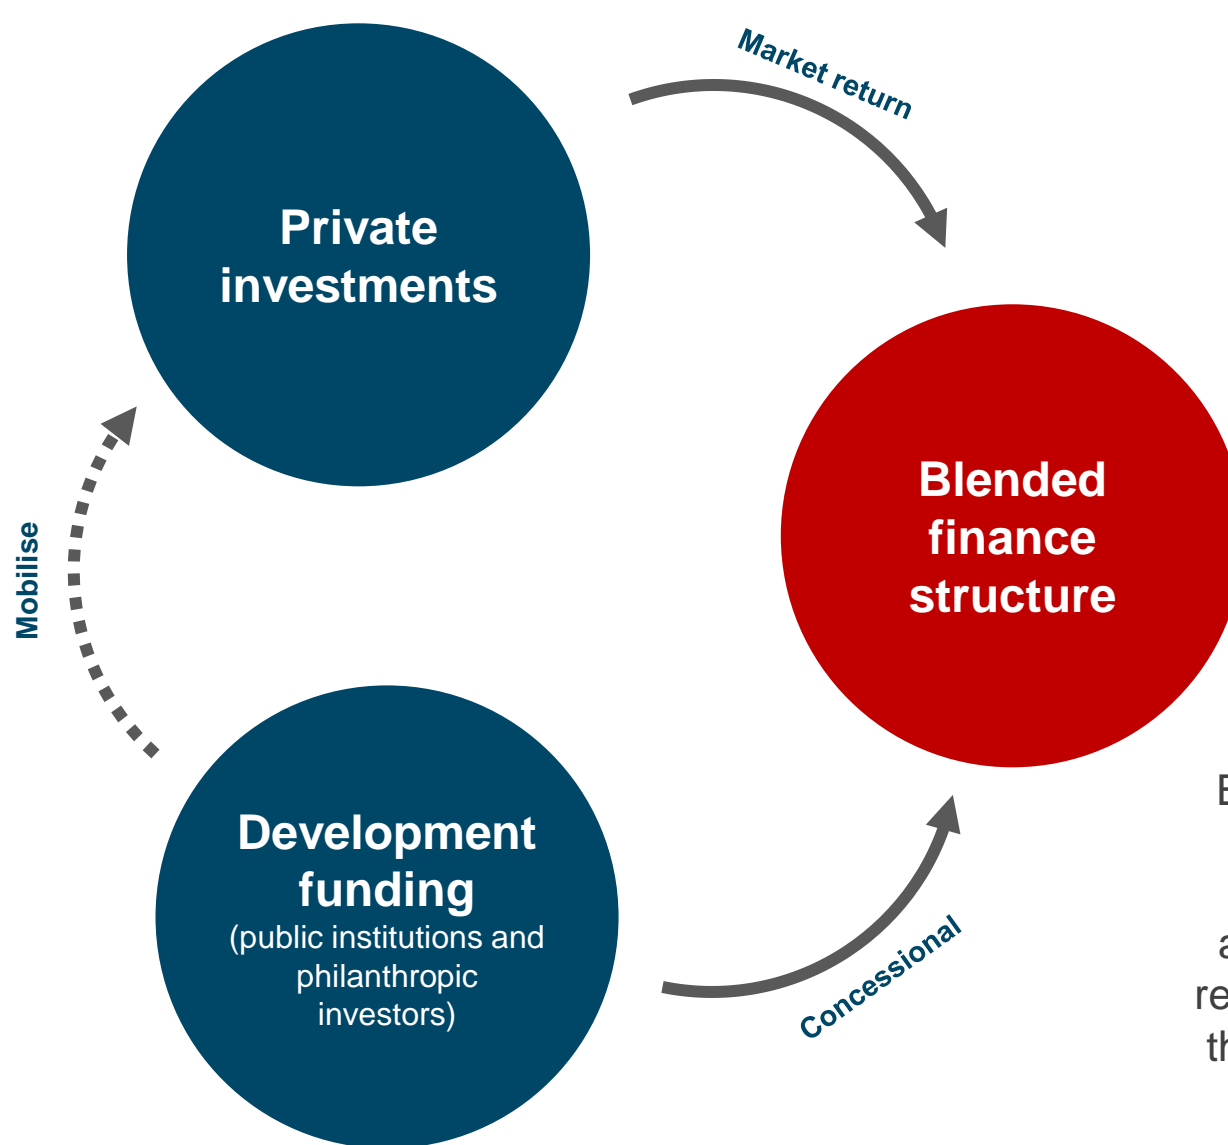 Market return
Private
investments
Blended
finance
structure
Mobilise
Development
funding
(public institutions and
philanthropic
investors)
Concessional